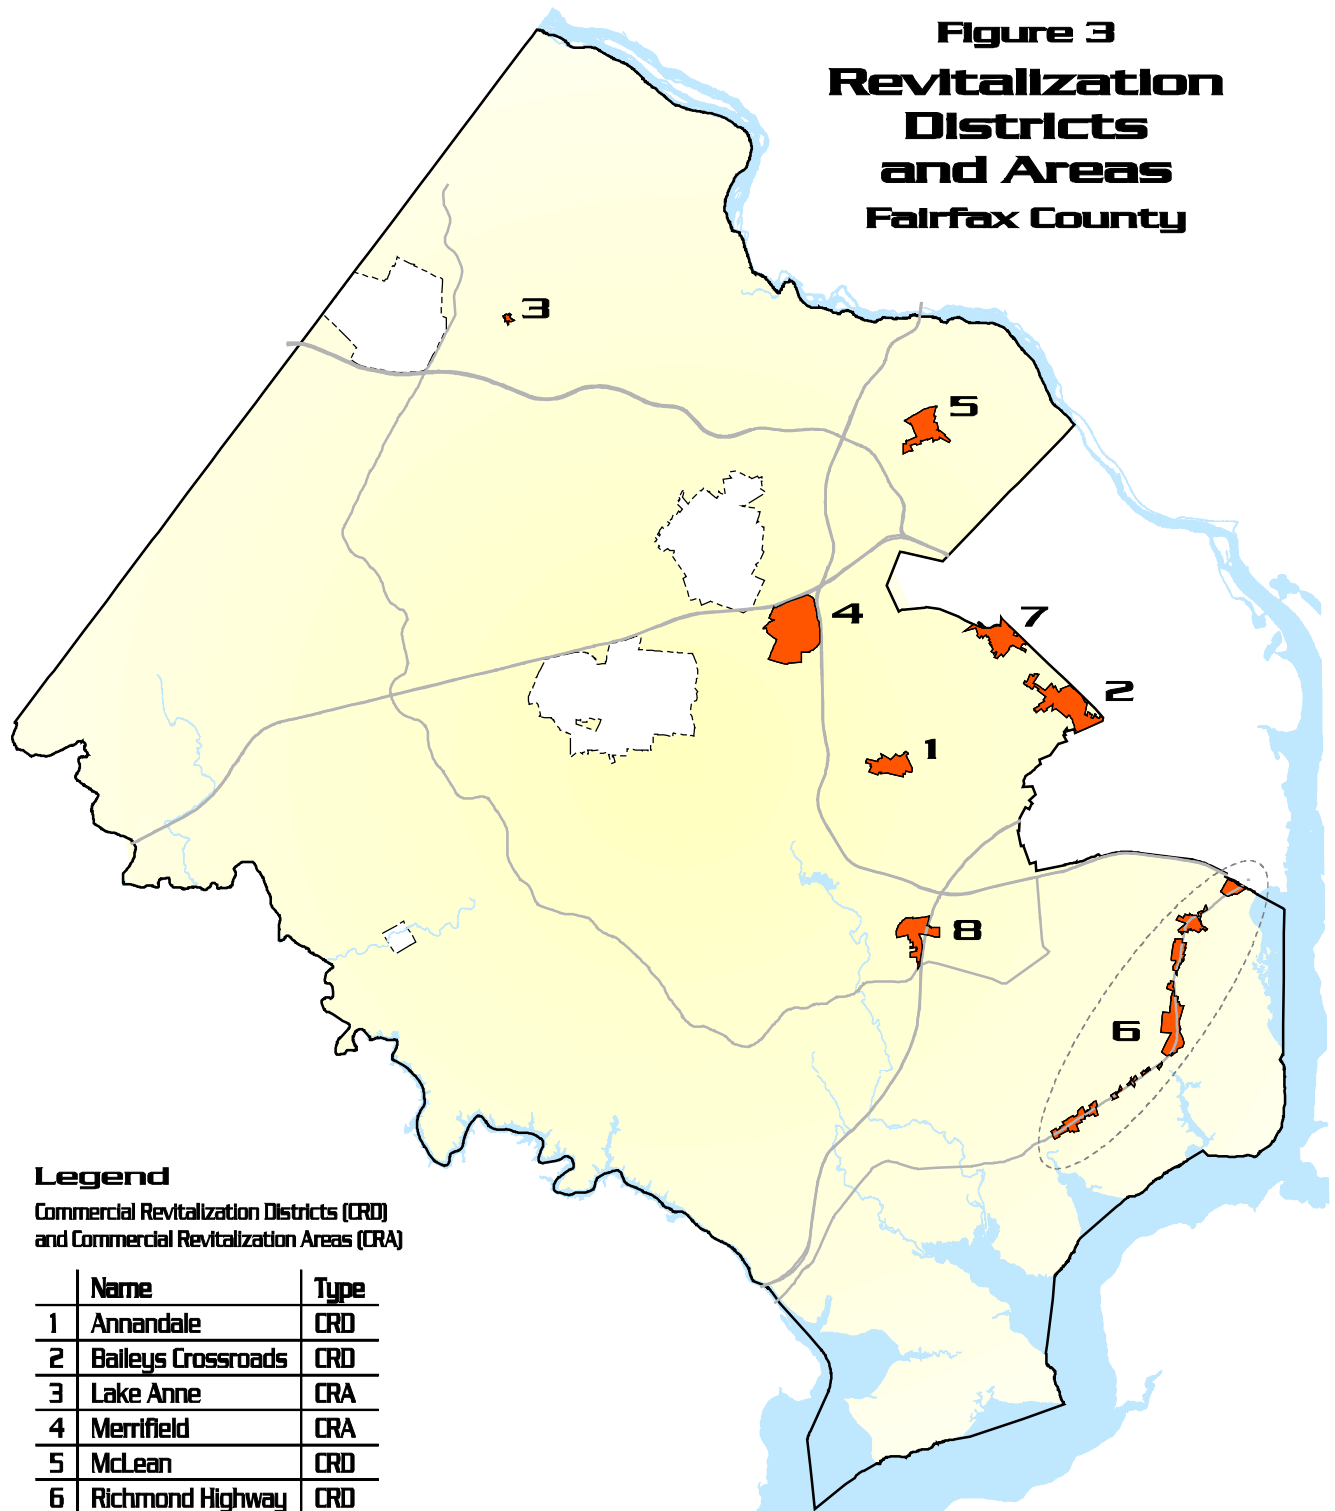 Figure 3
Revitalization
Districts
and Areas
Fairfax County
3
5
4
7
2
1
8
6
Legend
Commercial Revitalization Districts (CRD)
and Commercial Revitalization Areas (CRA)
Name Type
1 Annandale CRD
2 Baileys Crossroads CRD
3 Lake Anne CRA
4 Merrifield CRA
5 McLean CRD
6 Richmond Highway CRD